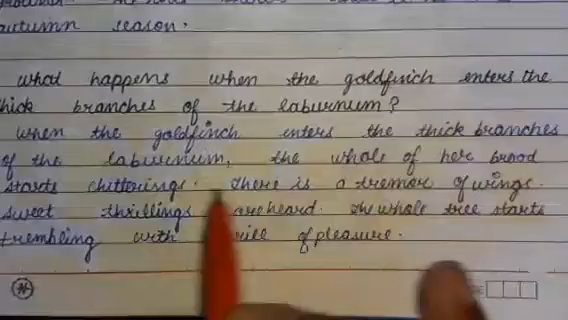 autumn season.
what happens when the goldfinch enters the
thick branches of the laburnum?
when the goldfinch enters the thick branches
of the laburnum, the whole of her brood
starts chitterings. There is a tremor of wings.
sweet thrillings are heard. The whole tree starts
trembling with of pleasure.